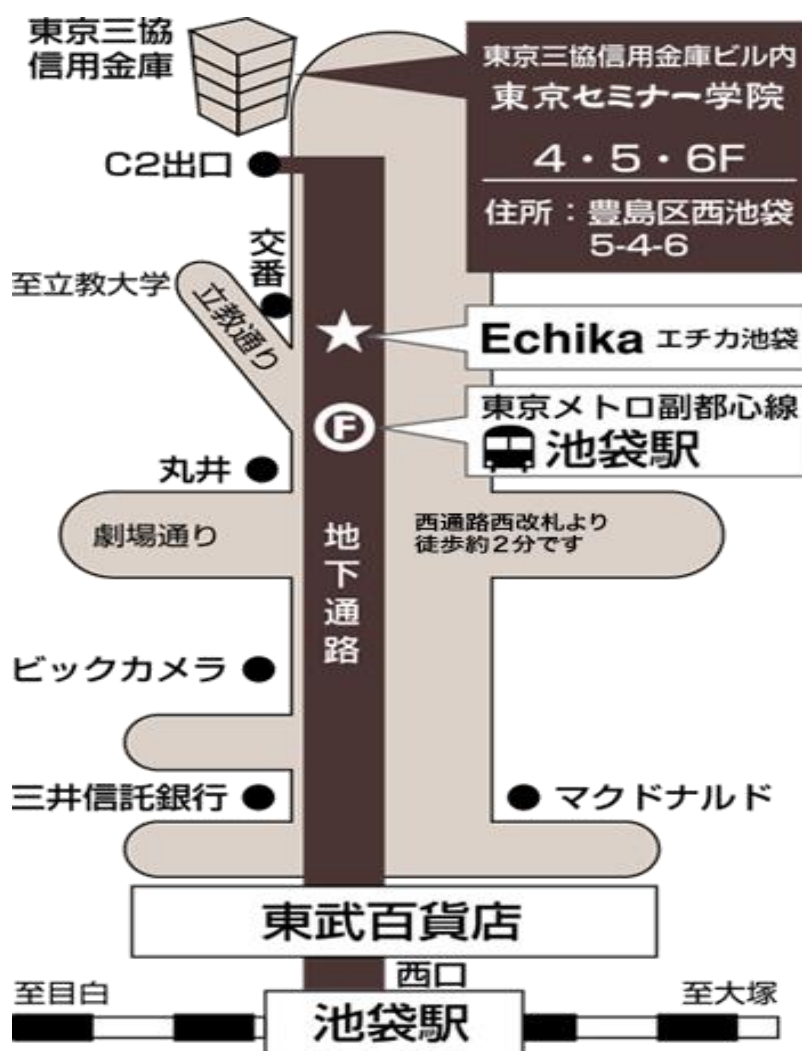 東京三協
信用金庫
東京三協信用金庫ビル内
東京セミナー学院
4・5・6F
住所：豊島区西池袋
5-4-6
C2出口
交番
至立教大学
立教通り
Echika エチカ池袋
東京メトロ副都心線
池袋駅
F
丸井
劇場通り
地下通路
西通路西改札より
徒歩約2分です
ビックカメラ
三井信託銀行
マクドナルド
東武百貨店
西口
至目白
池袋駅
至大塚